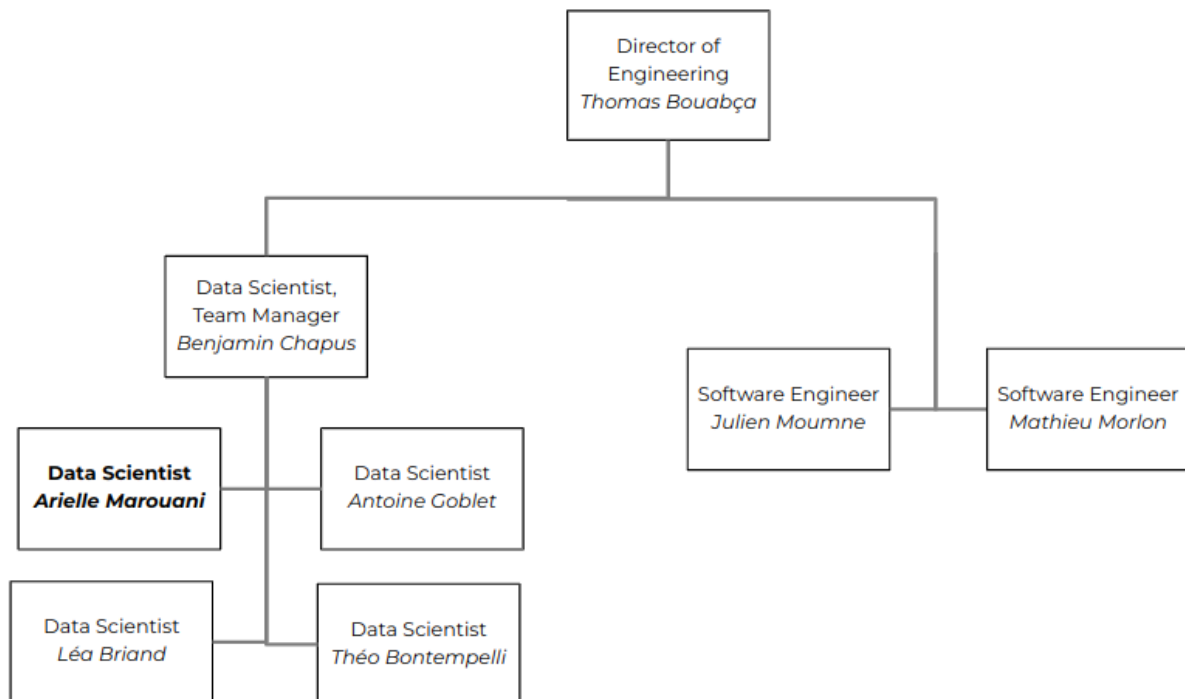 Director of
Engineering
Thomas Bouabça
Data Scientist,
Team Manager
Benjamin Chapus
Software Engineer
Julien Moumne
Software Engineer
Mathieu Morlon
Data Scientist
Arielle Marouani
Data Scientist
Antoine Goblet
Data Scientist
Léa Briand
Data Scientist
Théo Bontempelli